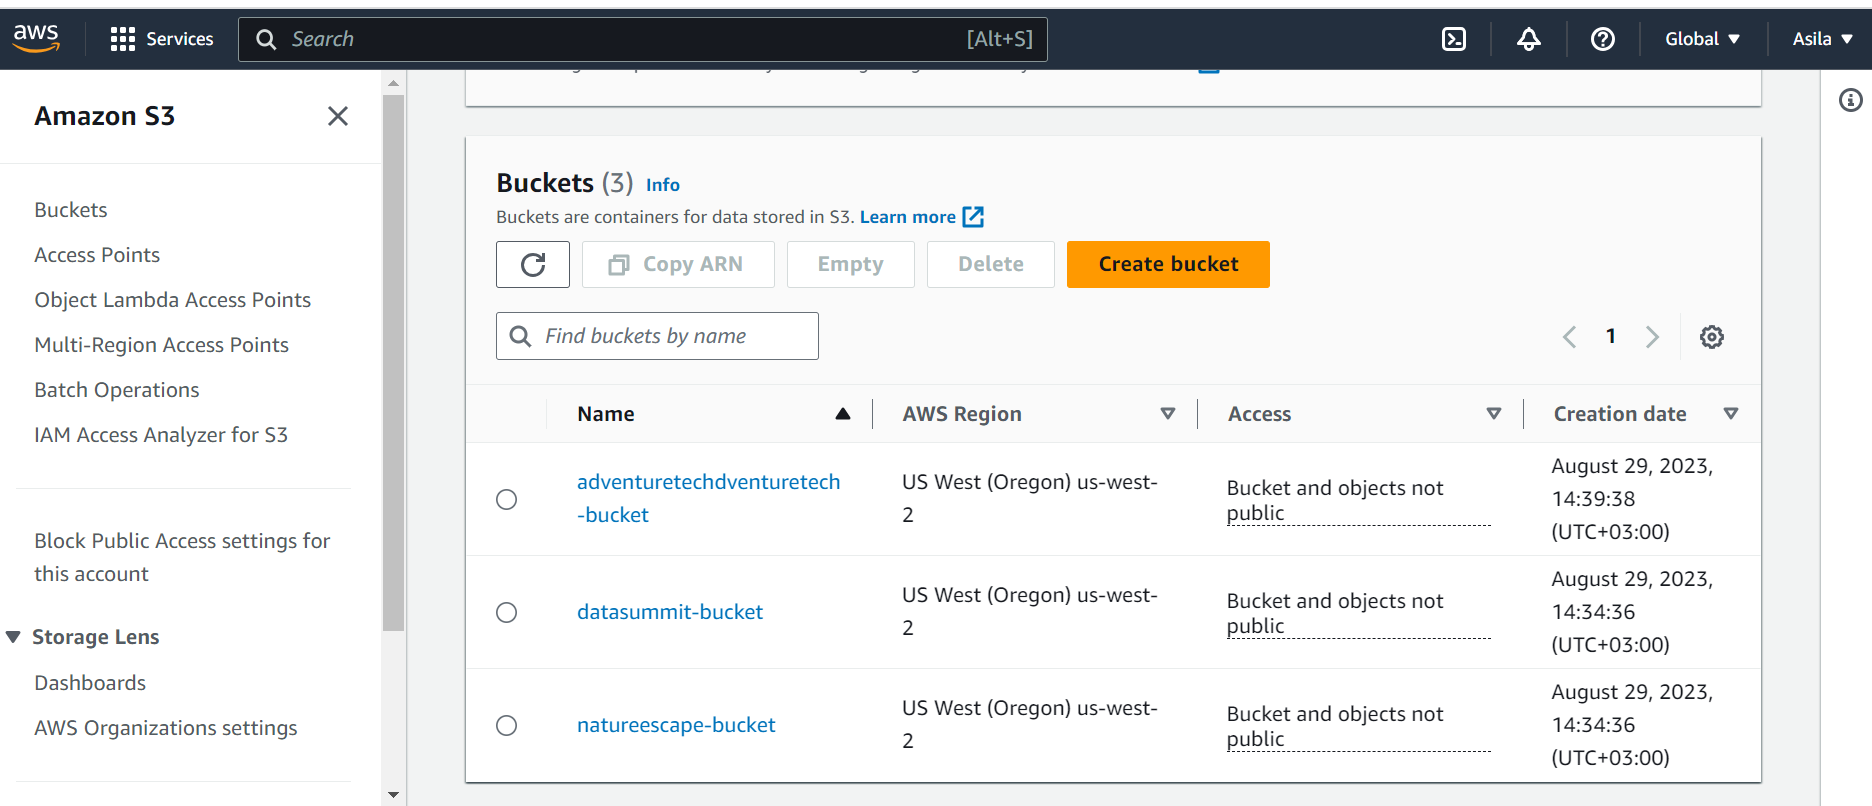 aws
Services
Search
[Alt+S]
Global
Asila
Amazon S3
Buckets
Access Points
Object Lambda Access Points
Multi-Region Access Points
Batch Operations
IAM Access Analyzer for S3
Block Public Access settings for
this account
Storage Lens
Dashboards
AWS Organizations settings
Buckets (3) Info
Buckets are containers for data stored in S3. Learn more
Copy ARN
Empty
Delete
Create bucket
Find buckets by name
1
Name
AWS Region
Access
Creation date
adventuretechdventuretech
-bucket
US West (Oregon) us-west-
2
Bucket and objects not
public
August 29, 2023,
14:39:38
(UTC+03:00)
datasummit-bucket
US West (Oregon) us-west-
2
Bucket and objects not
public
August 29, 2023,
14:34:36
(UTC+03:00)
natureescape-bucket
US West (Oregon) us-west-
2
Bucket and objects not
public
August 29, 2023,
14:34:36
(UTC+03:00)